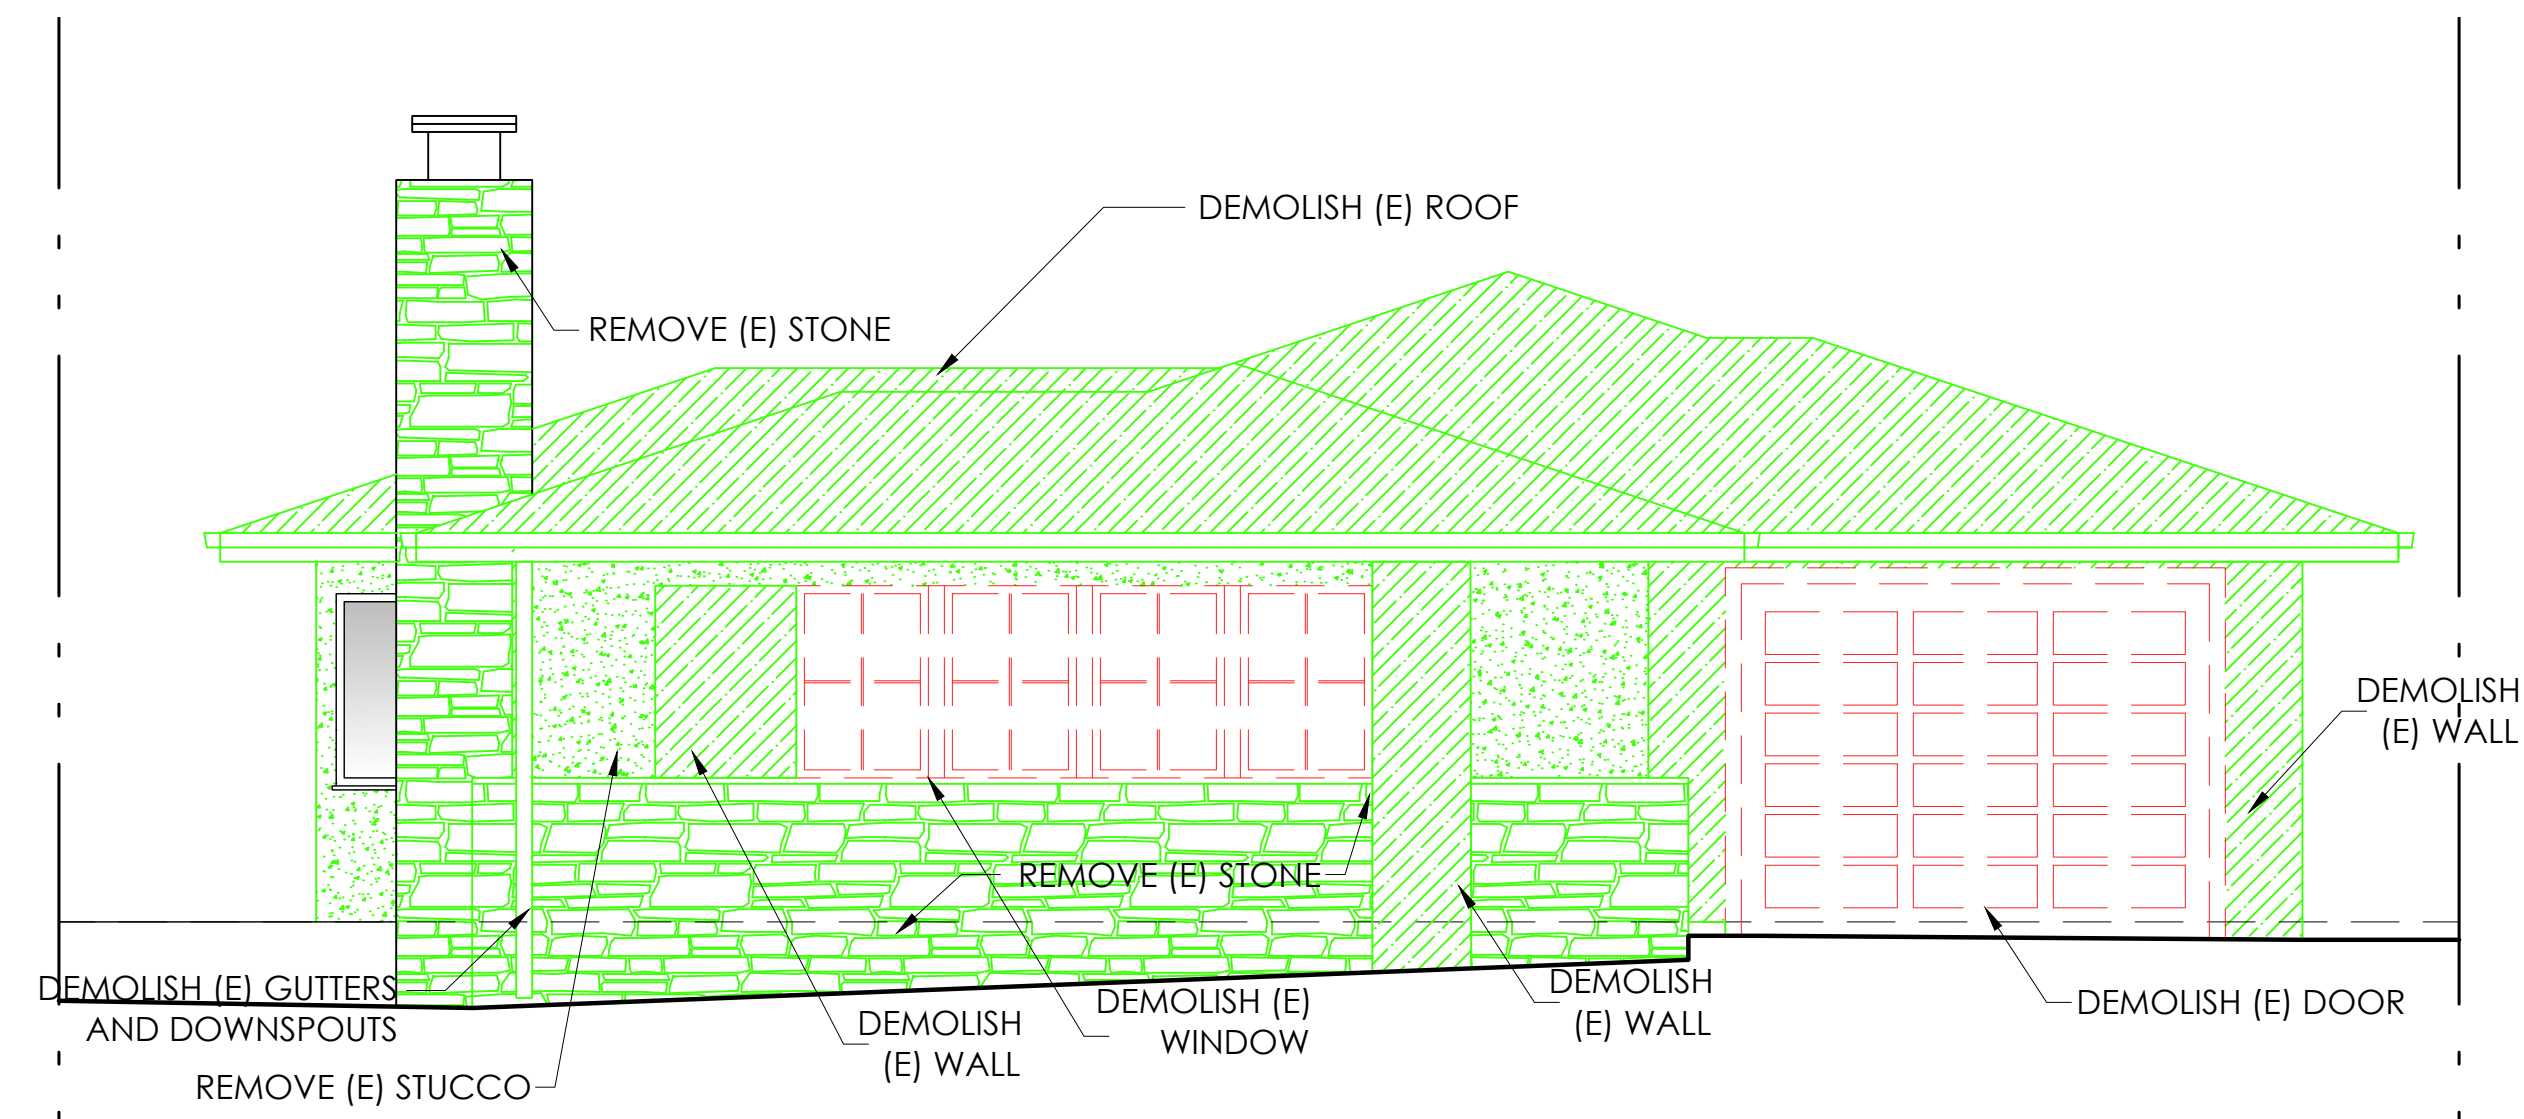 DEMOLISH (E) ROOF
REMOVE (E) STONE
DEMOLISH
(E) WALL
REMOVE (E) STONE
DEMOLISH (E) GUTTERS
AND DOWNSPOUTS
REMOVE (E) STUCCO
DEMOLISH
(E) WALL
DEMOLISH (E)
WINDOW
DEMOLISH
(E) WALL
DEMOLISH (E) DOOR